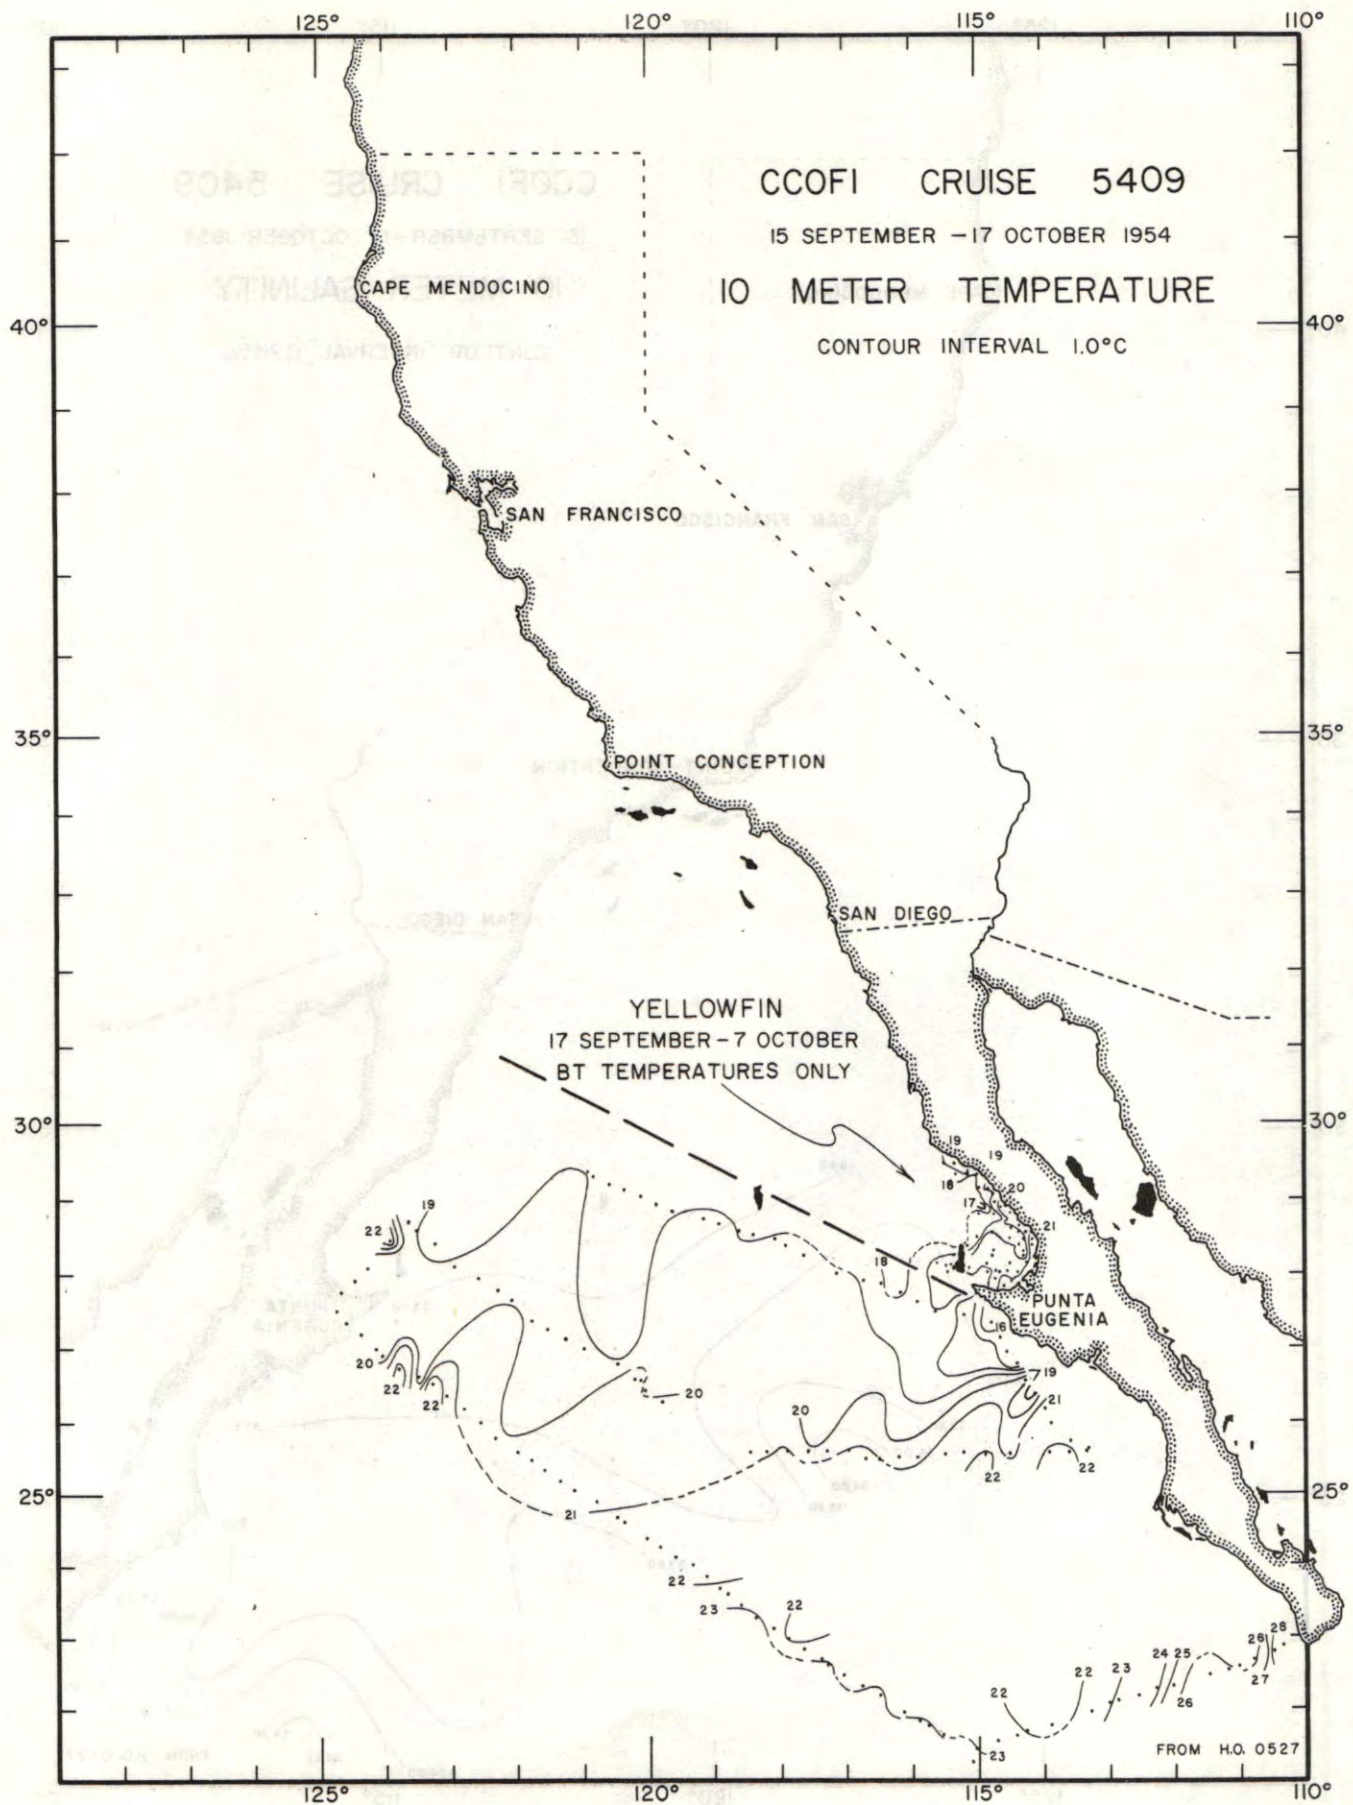 125° 120° 115° 110°
CCOFI CRUISE 5409
15 SEPTEMBER – 17 OCTOBER 1954
10 METER TEMPERATURE
CONTOUR INTERVAL 1.0°C
CAPE MENDOCINO
40° 40°
SAN FRANCISCO
35° 35°
POINT CONCEPTION
SAN DIEGO
YELLOWFIN
17 SEPTEMBER – 7 OCTOBER
BT TEMPERATURES ONLY
30° 30°
19 19
18 20
17
22 19 21
18
PUNTA
EUGENIA
16
20 19
22 20 21
22 20
22 22
25° 25°
21
22
23 22
28
26
24 25
22 23 27
22 26
23
FROM H.O. 0527
125° 120° 115° 110°